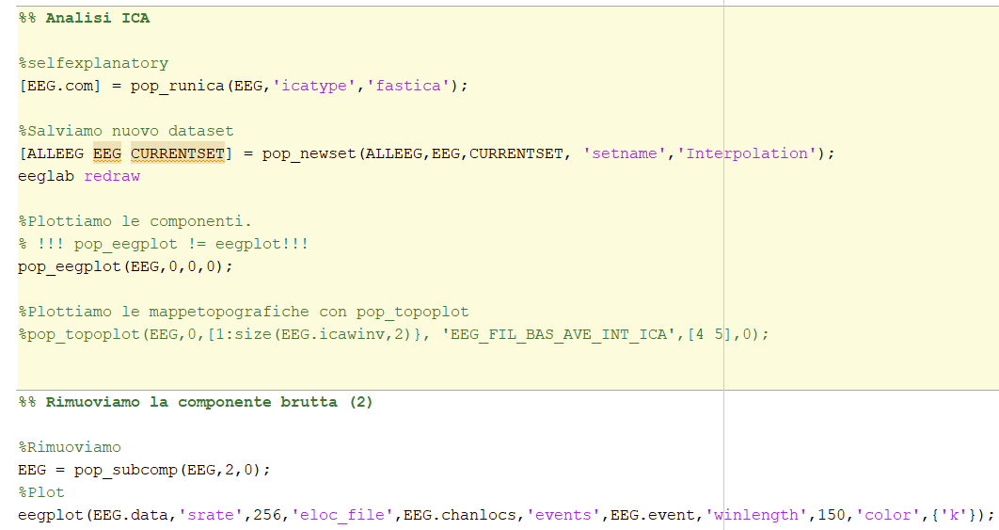 %% Analisi ICA
%selfexplanatory
[EEG.com] = pop_runica(EEG,'icatype','fastica');
%Salviamo nuovo dataset
[ALLEEG EEG CURRENTSET] = pop_newset(ALLEEG,EEG,CURRENTSET, 'setname','Interpolation');
eeglab redraw
%Plottiamo le componenti.
% !!! pop_eegplot != eegplot!!!
pop_eegplot(EEG,0,0,0);
%Plottiamo le mappetopografiche con pop_topoplot
%pop_topoplot(EEG,0,[1:size(EEG.icawinv,2)}, 'EEG_FIL_BAS_AVE_INT_ICA',[4 5],0);
%% Rimuoviamo la componente brutta (2)
%Rimuoviamo
EEG = pop_subcomp(EEG,2,0);
%Plot
eegplot(EEG.data,'srate',256,'eloc_file',EEG.chanlocs,'events',EEG.event,'winlength',150,'color',{'k'});